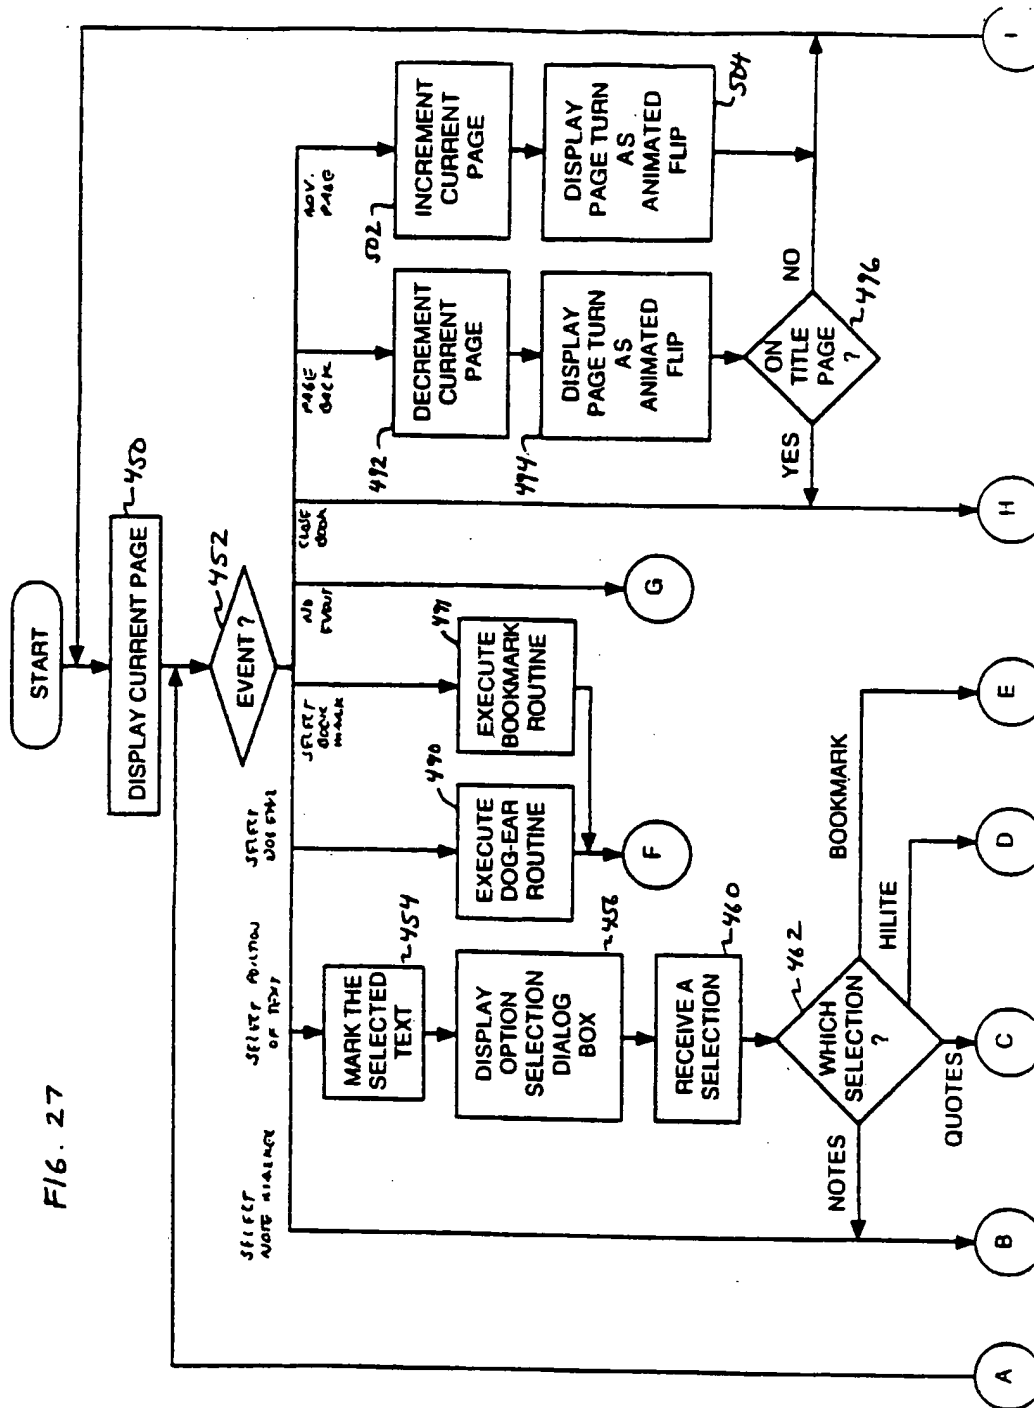 FIG. 27
START
DISPLAY CURRENT PAGE
450
EVENT?
452
SELECT
NOTE MARKER
SELECT PORTION
OF TEXT
SELECT
DOG EAR
SELECT
BOOK
MARK
NO
EVENT
CLOSE
BOOK
PAGE
BACK
ADV.
PAGE
MARK THE
SELECTED
TEXT
454
DISPLAY
OPTION
SELECTION
DIALOG
BOX
456
RECEIVE A
SELECTION
460
WHICH
SELECTION
?
462
NOTES
QUOTES
HILITE
BOOKMARK
EXECUTE
DOG-EAR
ROUTINE
490
EXECUTE
BOOKMARK
ROUTINE
491
DECREMENT
CURRENT
PAGE
492
DISPLAY
PAGE TURN
AS
ANIMATED
FLIP
494
ON
TITLE
PAGE
?
496
YES
NO
INCREMENT
CURRENT
PAGE
502
DISPLAY
PAGE TURN
AS
ANIMATED
FLIP
504
A
B
C
D
E
F
G
H
I